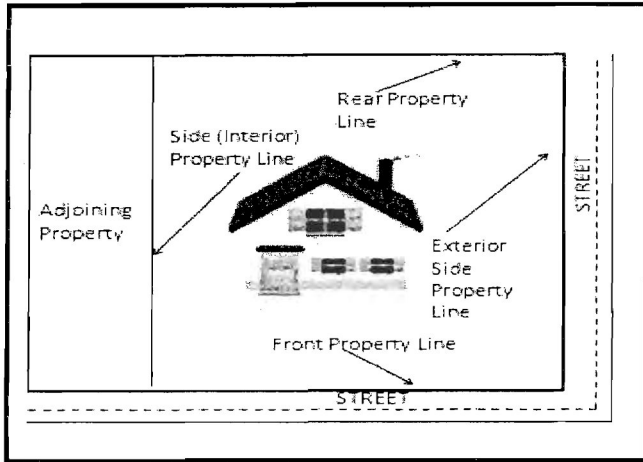 Rear Property
Line
Side (Interior)
Property Line
STREET
Adjoining
Property
Exterior
Side
Property
Line
Front Property Line
STREET